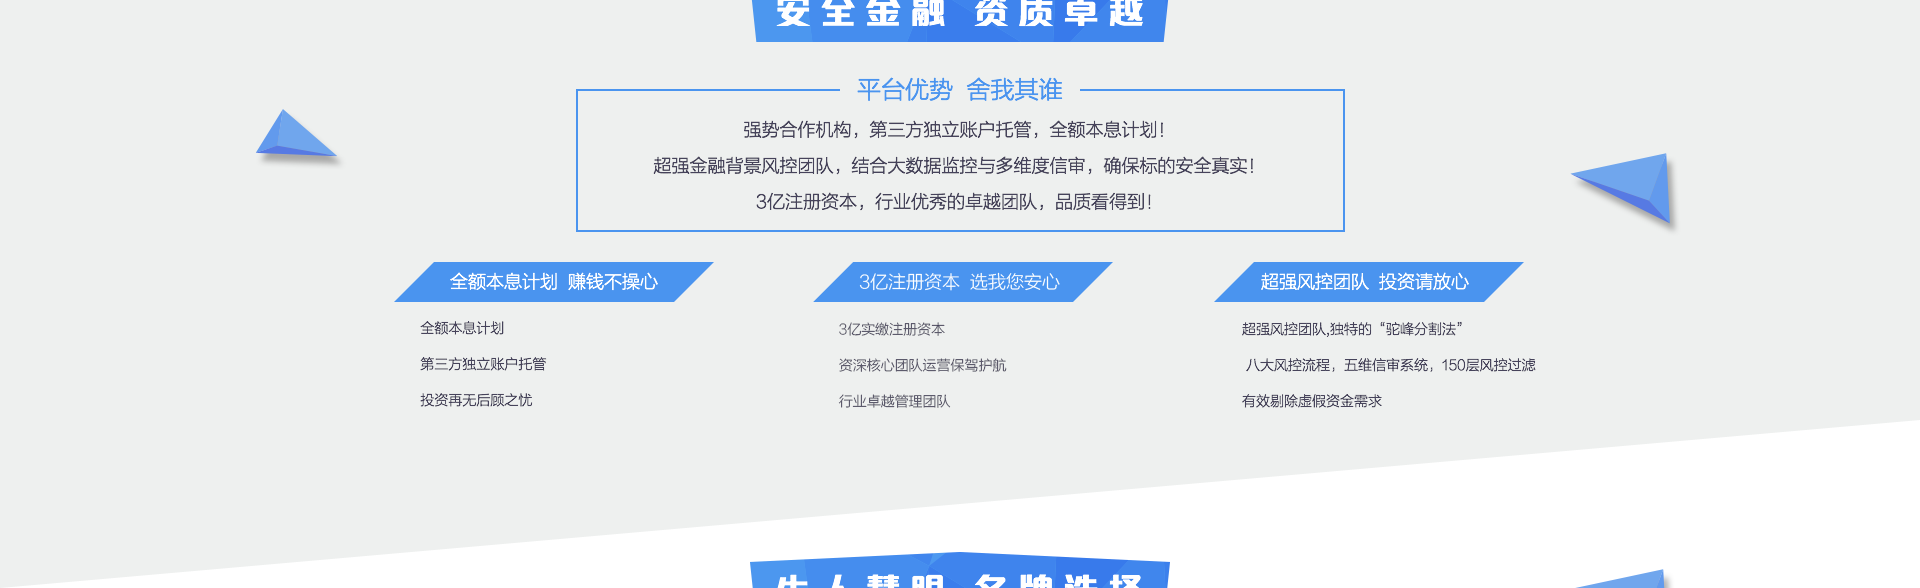 安全金融 资质卓越
平台优势 舍我其谁
强势合作机构，第三方独立账户托管，全额本息计划！
超强金融背景风控团队，结合大数据监控与多维度信审，确保标的安全真实！
3亿注册资本，行业优秀的卓越团队，品质看得到！
全额本息计划 赚钱不操心
全额本息计划
第三方独立账户托管
投资再无后顾之忧
3亿注册资本 选我您安心
3亿实缴注册资本
资深核心团队运营保驾护航
行业卓越管理团队
超强风控团队 投资请放心
超强风控团队,独特的“驼峰分割法”
八大风控流程，五维信审系统，150层风控过滤
有效剔除虚假资金需求
名牌选择